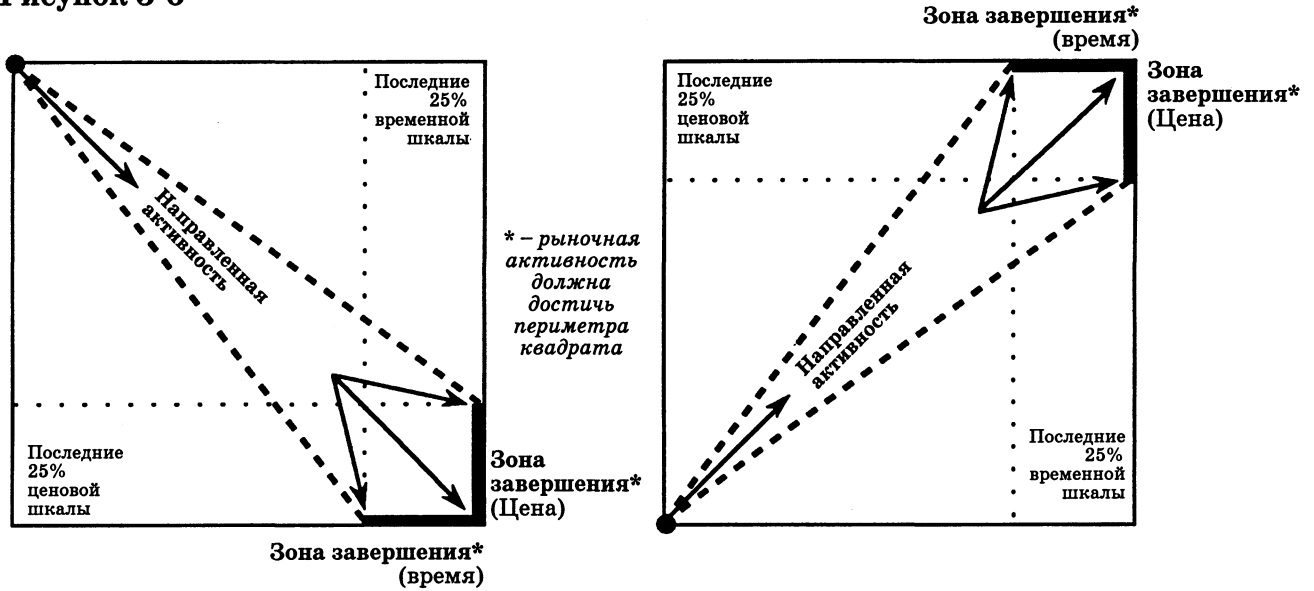 Рисунок 3-6
Последние
25%
временной
шкалы
Направленная
активность
Последние
25%
ценовой
шкалы
Зона
завершения*
(Цена)
Зона завершения*
(время)
* – рыночная
активность
должна
достичь
периметра
квадрата
Зона завершения*
(время)
Зона
завершения*
(Цена)
Последние
25%
ценовой
шкалы
Направленная
активность
Последние
25%
временной
шкалы